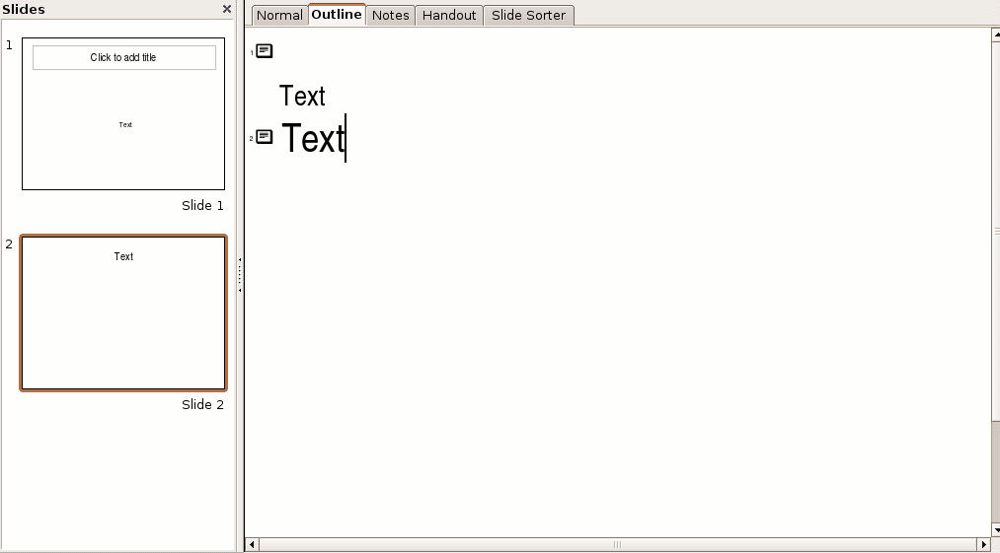 Slides
1
Click to add title
Text
Slide 1
2
Text
Slide 2
Normal Outline Notes Handout Slide Sorter
1
Text
2 Text